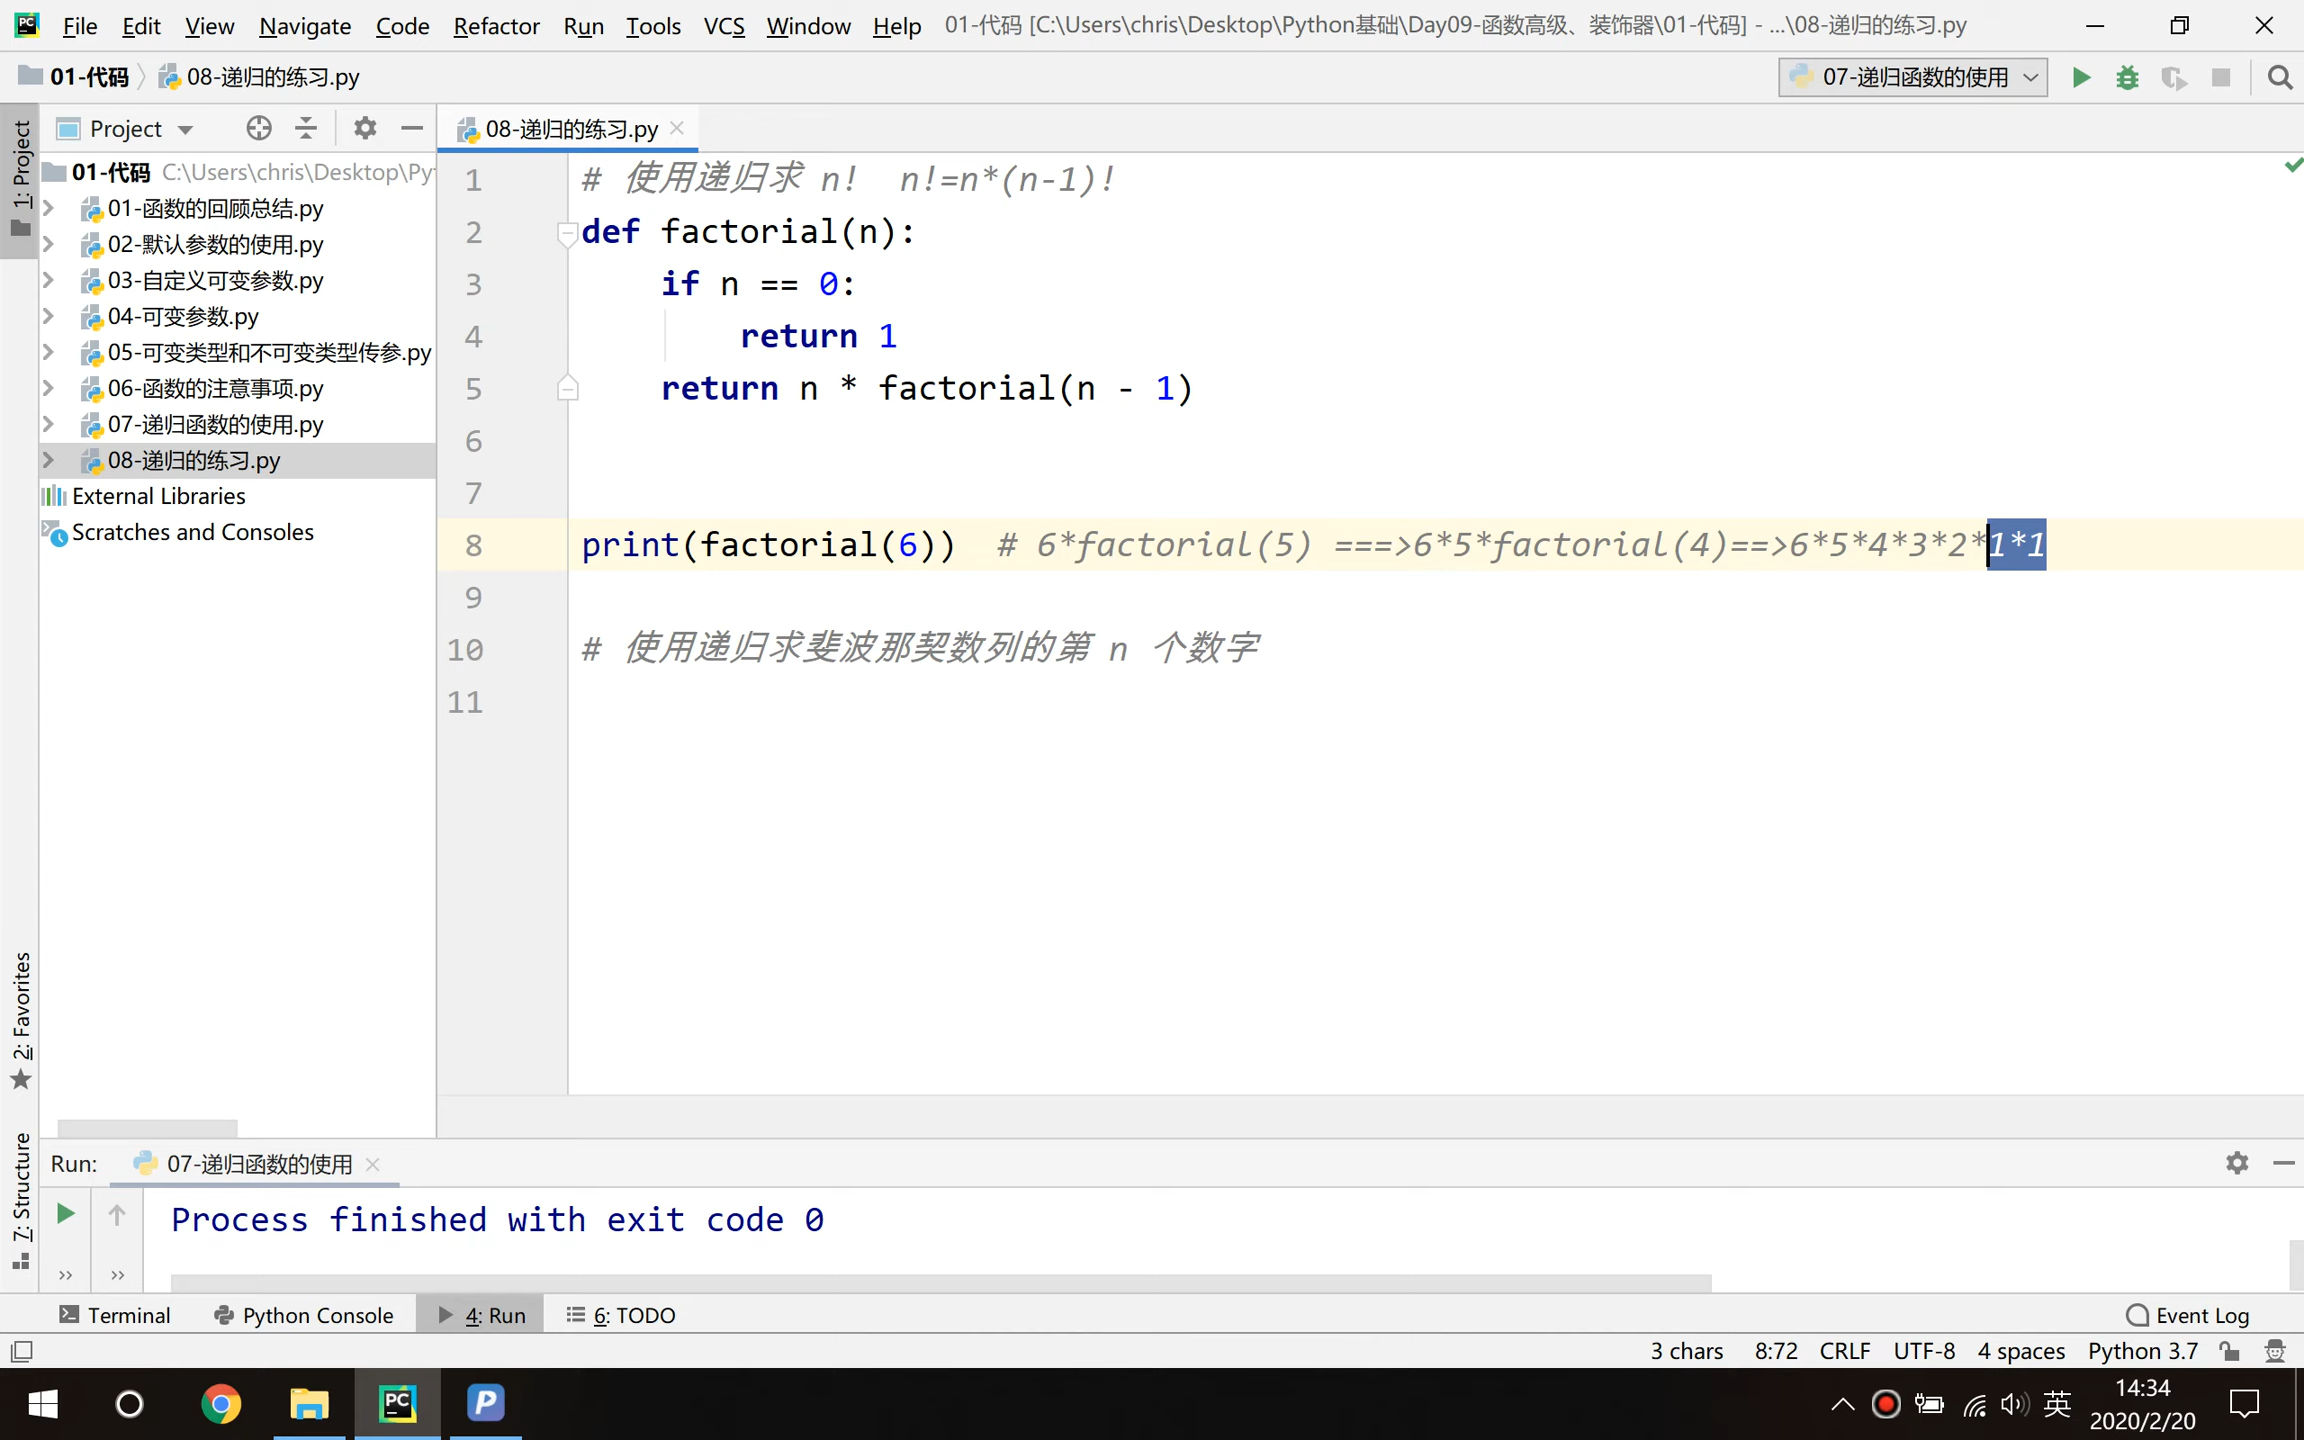 File Edit View Navigate Code Refactor Run Tools VCS Window Help 01-代码 [C:\Users\chris\Desktop\Python基础\Day09-函数高级、装饰器\01-代码] - ...\08-递归的练习.py
01-代码 08-递归的练习.py 07-递归函数的使用
1: Project
Project
08-递归的练习.py
01-代码 C:\Users\chris\Desktop\Pyt
01-函数的回顾总结.py
02-默认参数的使用.py
03-自定义可变参数.py
04-可变参数.py
05-可变类型和不可变类型传参.py
06-函数的注意事项.py
07-递归函数的使用.py
08-递归的练习.py
External Libraries
Scratches and Consoles
1 # 使用递归求 n! n!=n*(n-1)!
2 def factorial(n):
3 if n == 0:
4 return 1
5 return n * factorial(n - 1)
6
7
8 print(factorial(6)) # 6*factorial(5) ===>6*5*factorial(4)==>6*5*4*3*2*1*1
9
10 # 使用递归求斐波那契数列的第 n 个数字
11
2: Favorites
7: Structure
Run: 07-递归函数的使用
Process finished with exit code 0
Terminal Python Console 4: Run 6: TODO Event Log
3 chars 8:72 CRLF UTF-8 4 spaces Python 3.7
英 14:34
2020/2/20